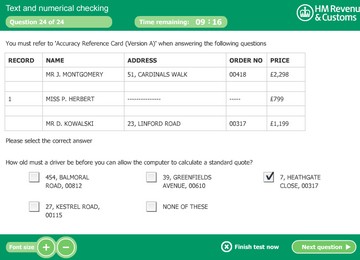 Text and numerical checking
Question 24 of 24
Time remaining: 09 : 16
HM Revenue
& Customs
You must refer to 'Accuracy Reference Card (Version A)' when answering the following questions
RECORD NAME ADDRESS ORDER NO PRICE
MR J. MONTGOMERY 51, CARDINALS WALK 00418 £2,298
1 MISS P. HERBERT --------------- ----- £799
MR D. KOWALSKI 23, LINFORD ROAD 00317 £1,199
Please select the correct answer
How old must a driver be before you can allow the computer to calculate a standard quote?
454, BALMORAL
ROAD, 00812
39, GREENFIELDS
AVENUE, 00610
7, HEATHGATE
CLOSE, 00317
27, KESTREL ROAD,
00115
NONE OF THESE
Font size + −
Finish test now
Next question